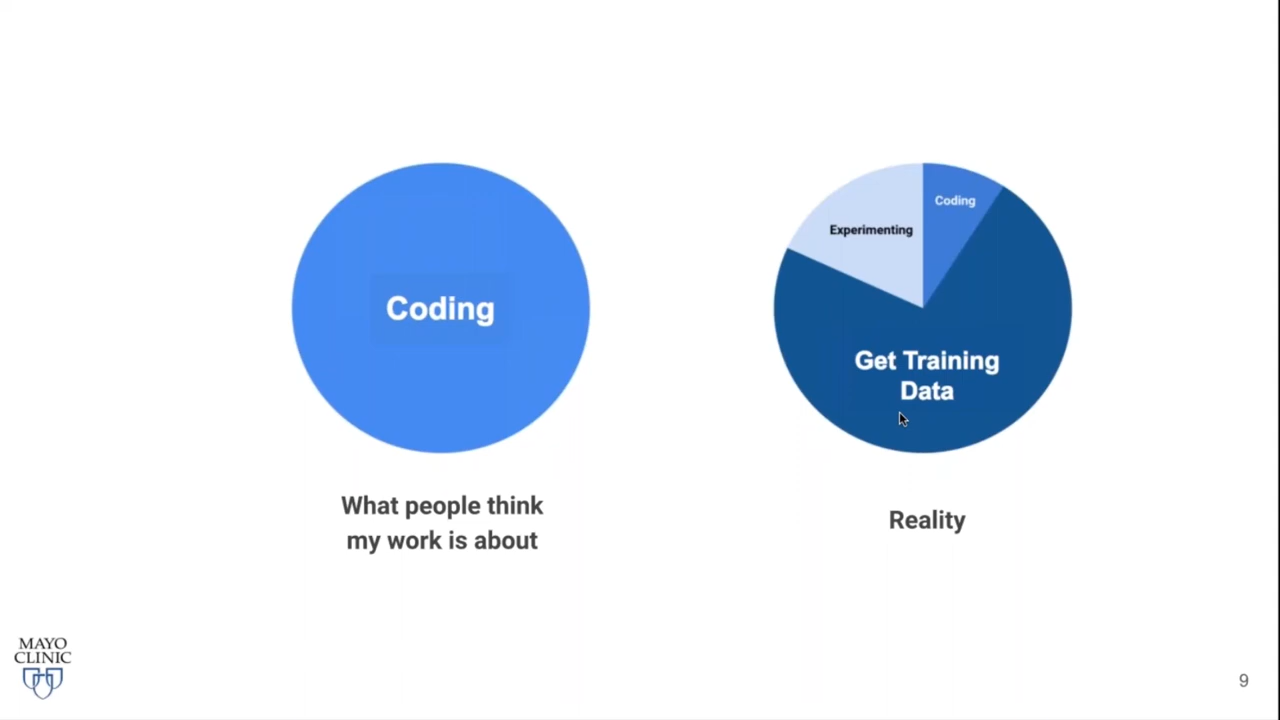 Coding
What people think
my work is about
Coding
Experimenting
Get Training
Data
Reality
MAYO
CLINIC
9